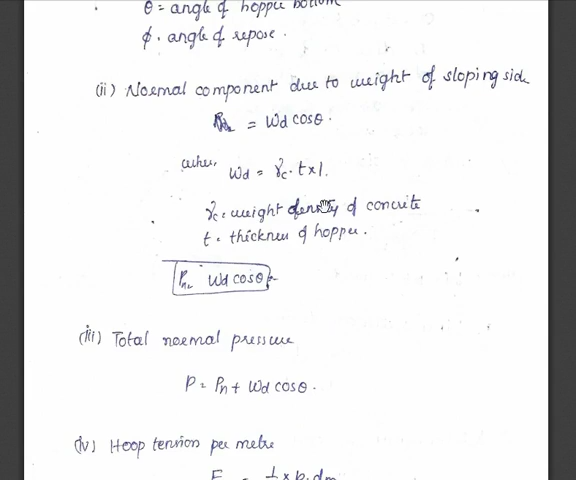 θ = angle of hopper bottom
φ . angle of repose .
(ii) Normal component due to weight of sloping side
= Wd cosθ .
where, Wd = γc . t x 1.
γc = weight density of concrete
t = thickness of hopper .
Wd cosθ
(iii) Total normal pressure
P = Pn + Wd cosθ .
(iv) Hoop tension per metre